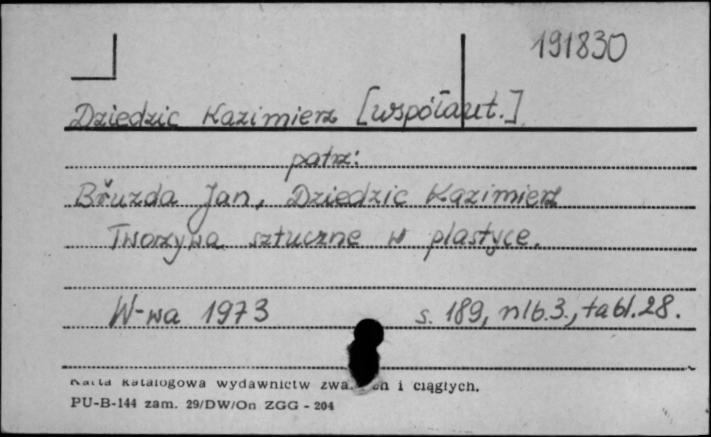 191830
Dziedzic Kazimierz [współaut.]
patrz:
Bruzda Jan, Dziedzic Kazimierz
Tworzywa sztuczne w plastyce.
W-wa 1973 s. 189, nlb.3., tabl.28.
Karta katalogowa wydawnictw i ciągłych.
PU-B-144 zam. 29/DW/On ZGG - 204